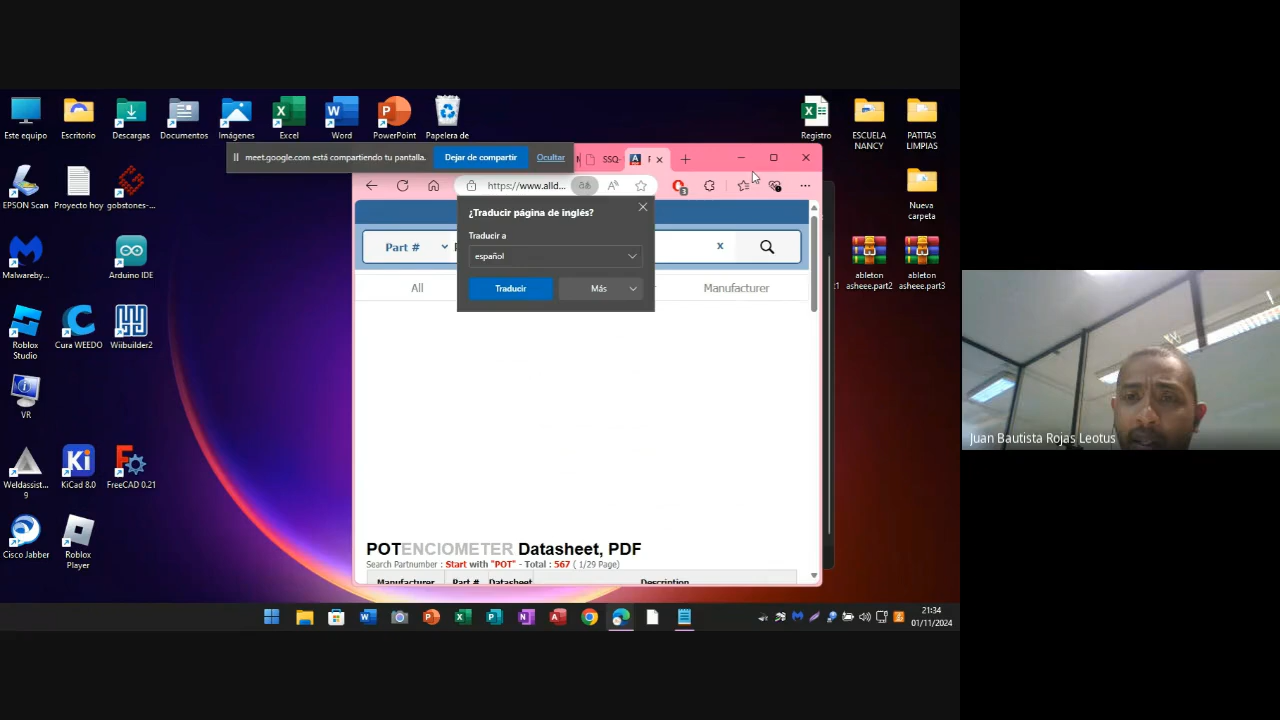 Este equipo
Escritorio
Descargas
Documentos
Imágenes
Excel
Word
PowerPoint
Papelera de
Registro
ESCUELA NANCY
PATITAS LIMPIAS
meet.google.com está compartiendo tu pantalla.
Dejar de compartir
Ocultar
SSQ-
https://www.alld...
EPSON Scan
Proyecto hoy
gobstones-...
Nueva carpeta
¿Traducir página de inglés?
Traducir a
español
Traducir
Más
Part #
x
All
Manufacturer
Malwareby...
Arduino IDE
ableton asheee.part2
ableton asheee.part3
Roblox Studio
Cura WEEDO
Wiibuilder2
VR
Juan Bautista Rojas Leotus
Weldassist... 9
KiCad 8.0
FreeCAD 0.21
Cisco Jabber
Roblox Player
POTENCIOMETER Datasheet, PDF
Search Partnumber : Start with "POT" - Total : 567 ( 1/29 Page)
Manufacturer Part # Datasheet Description
21:34
01/11/2024